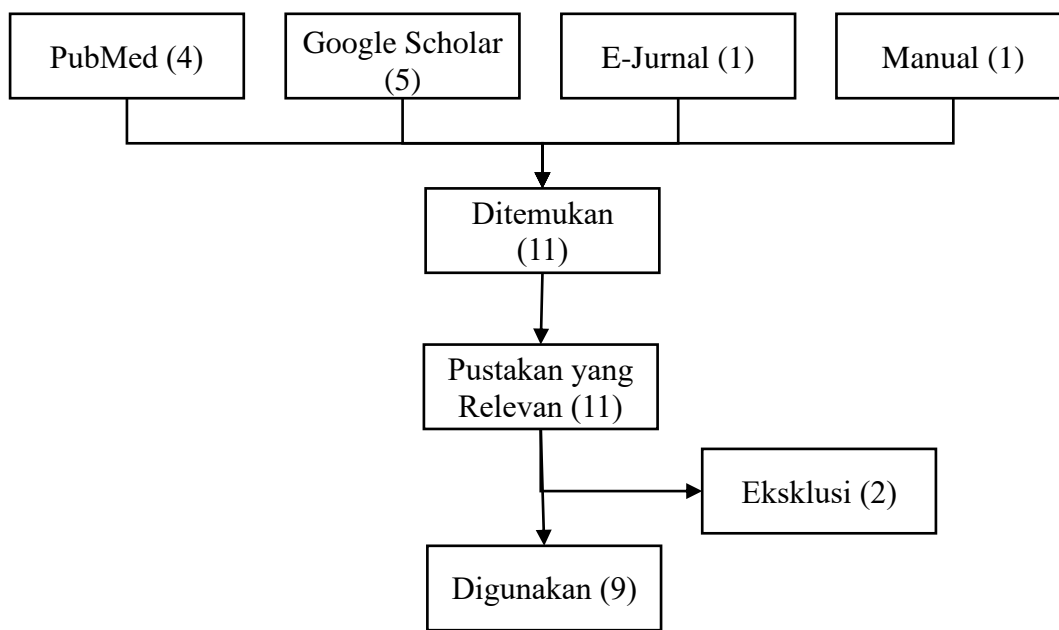 PubMed (4)
Google Scholar
(5)
E-Jurnal (1)
Manual (1)
Ditemukan
(11)
Pustakan yang
Relevan (11)
Eksklusi (2)
Digunakan (9)